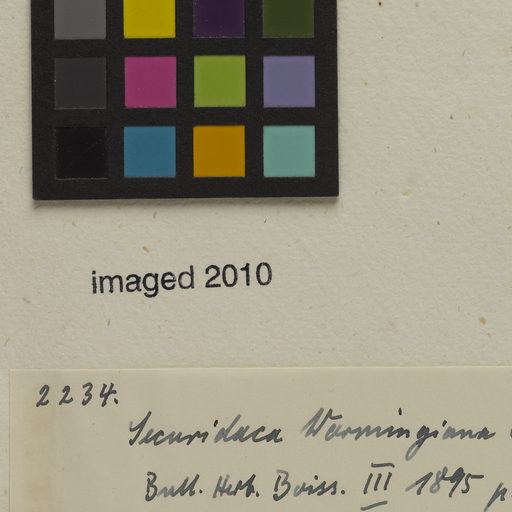 imaged 2010
2234.
Securidaca Warmingiana
Bull. Herb. Boiss. III 1895 p.